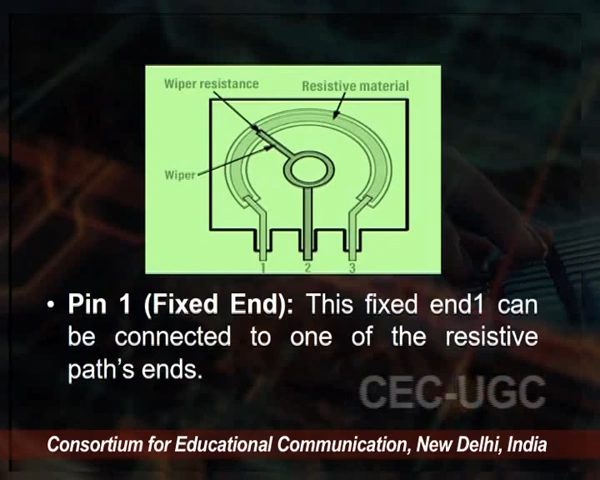 Wiper resistance
Resistive material
Wiper
1 2 3
• Pin 1 (Fixed End): This fixed end1 can
be connected to one of the resistive
path's ends.
CEC-UGC
Consortium for Educational Communication, New Delhi, India